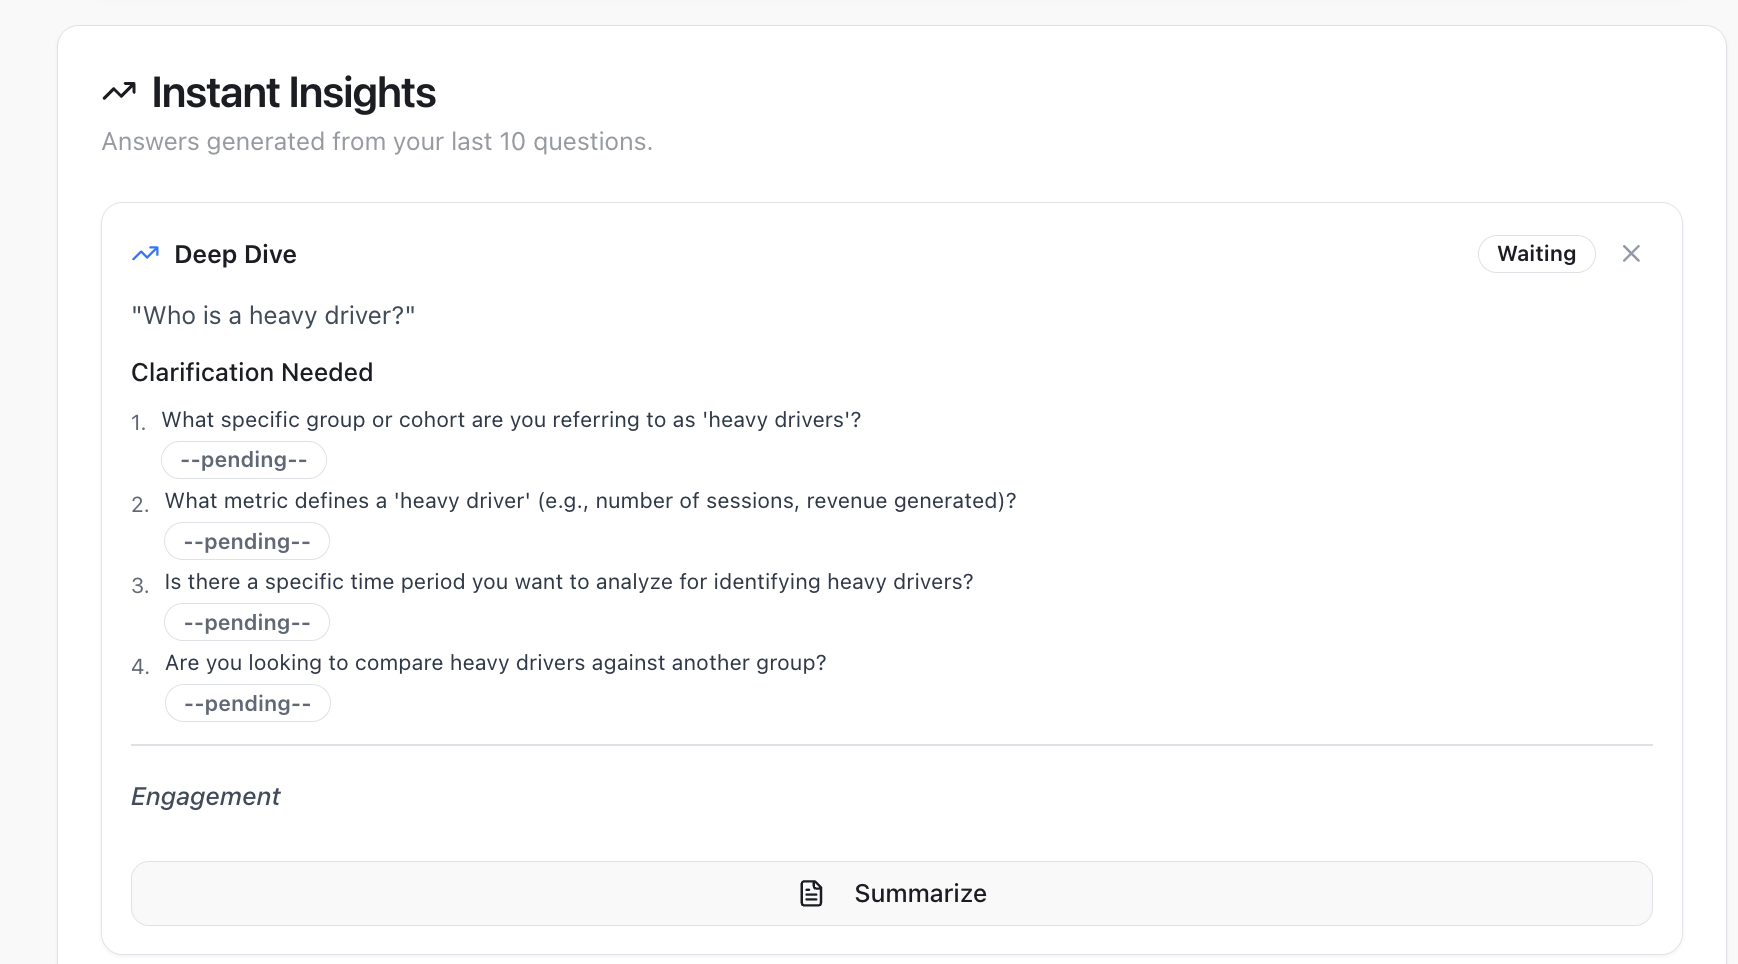 Instant Insights
Answers generated from your last 10 questions.
Deep Dive
Waiting
"Who is a heavy driver?"
Clarification Needed
1. What specific group or cohort are you referring to as 'heavy drivers'?
--pending--
2. What metric defines a 'heavy driver' (e.g., number of sessions, revenue generated)?
--pending--
3. Is there a specific time period you want to analyze for identifying heavy drivers?
--pending--
4. Are you looking to compare heavy drivers against another group?
--pending--
Engagement
Summarize